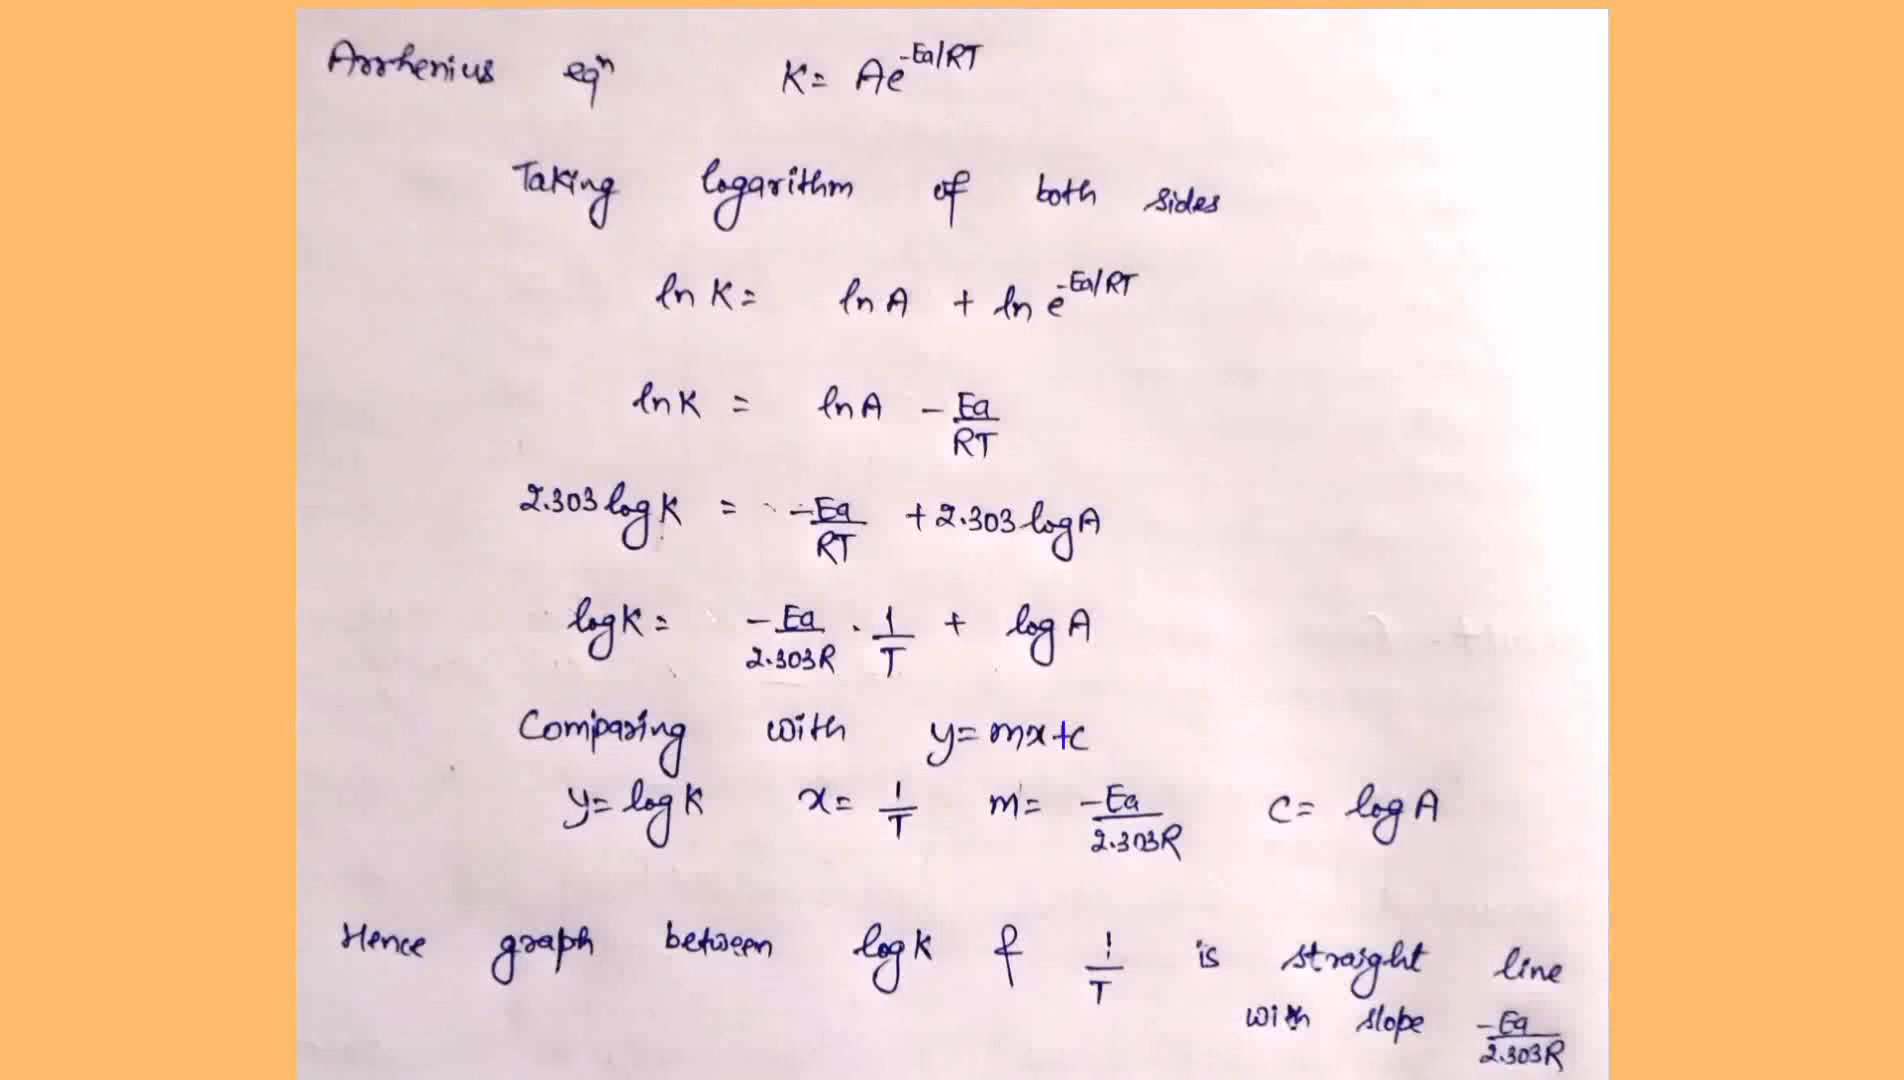 Arrhenius eqⁿ K = Ae^-Ea/RT
Taking logarithm of both sides
ln K = ln A + ln e^-Ea/RT
ln K = ln A - Ea/RT
2.303 log K = -Ea/RT + 2.303 log A
log K = -Ea/2.303R · 1/T + log A
Comparing with y = mx + c
y = log K x = 1/T m = -Ea/2.303R c = log A
Hence graph between log K & 1/T is straight line
with slope -Ea/2.303R